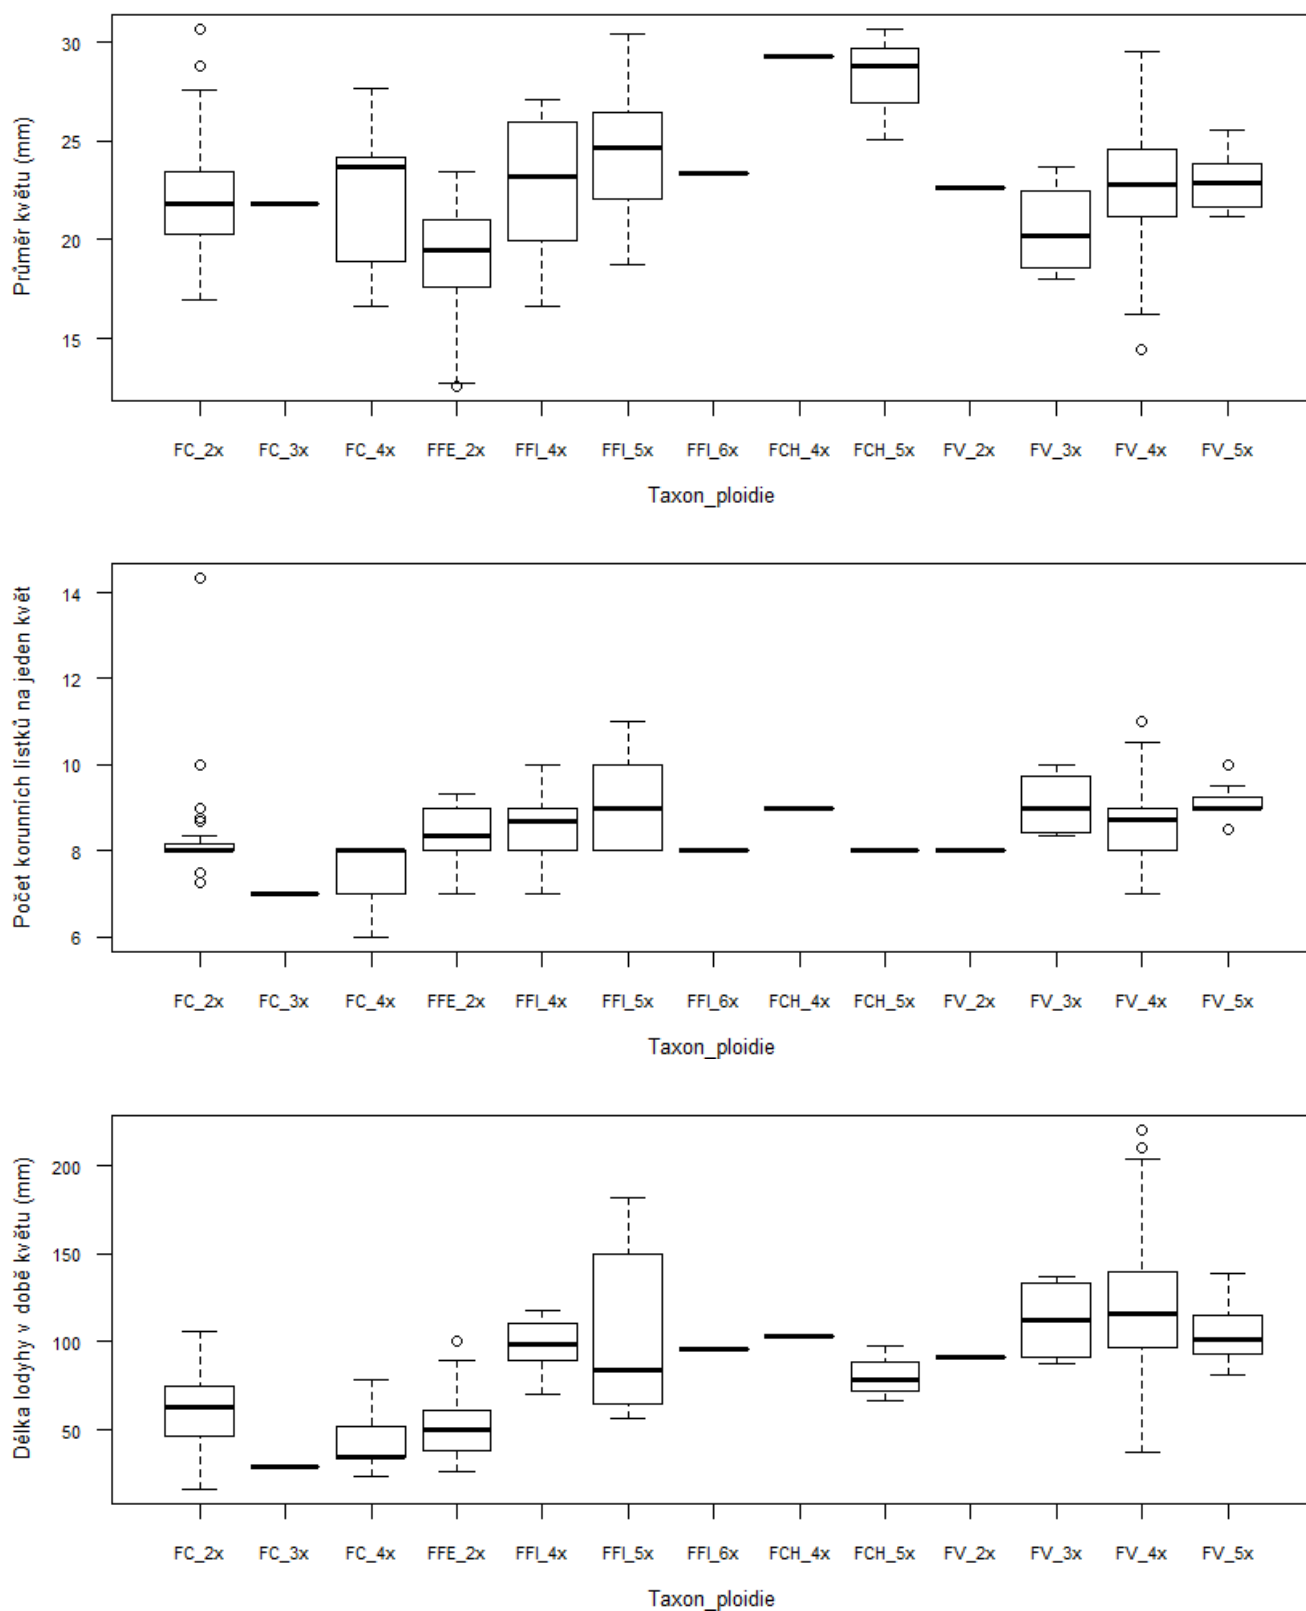 Průměr květu (mm)
30
25
20
15
FC_2x FC_3x FC_4x FFE_2x FFI_4x FFI_5x FFI_6x FCH_4x FCH_5x FV_2x FV_3x FV_4x FV_5x
Taxon_ploidie
Počet korunních lístků na jeden květ
14
12
10
8
6
FC_2x FC_3x FC_4x FFE_2x FFI_4x FFI_5x FFI_6x FCH_4x FCH_5x FV_2x FV_3x FV_4x FV_5x
Taxon_ploidie
Délka lodyhy v době květu (mm)
200
150
100
50
FC_2x FC_3x FC_4x FFE_2x FFI_4x FFI_5x FFI_6x FCH_4x FCH_5x FV_2x FV_3x FV_4x FV_5x
Taxon_ploidie